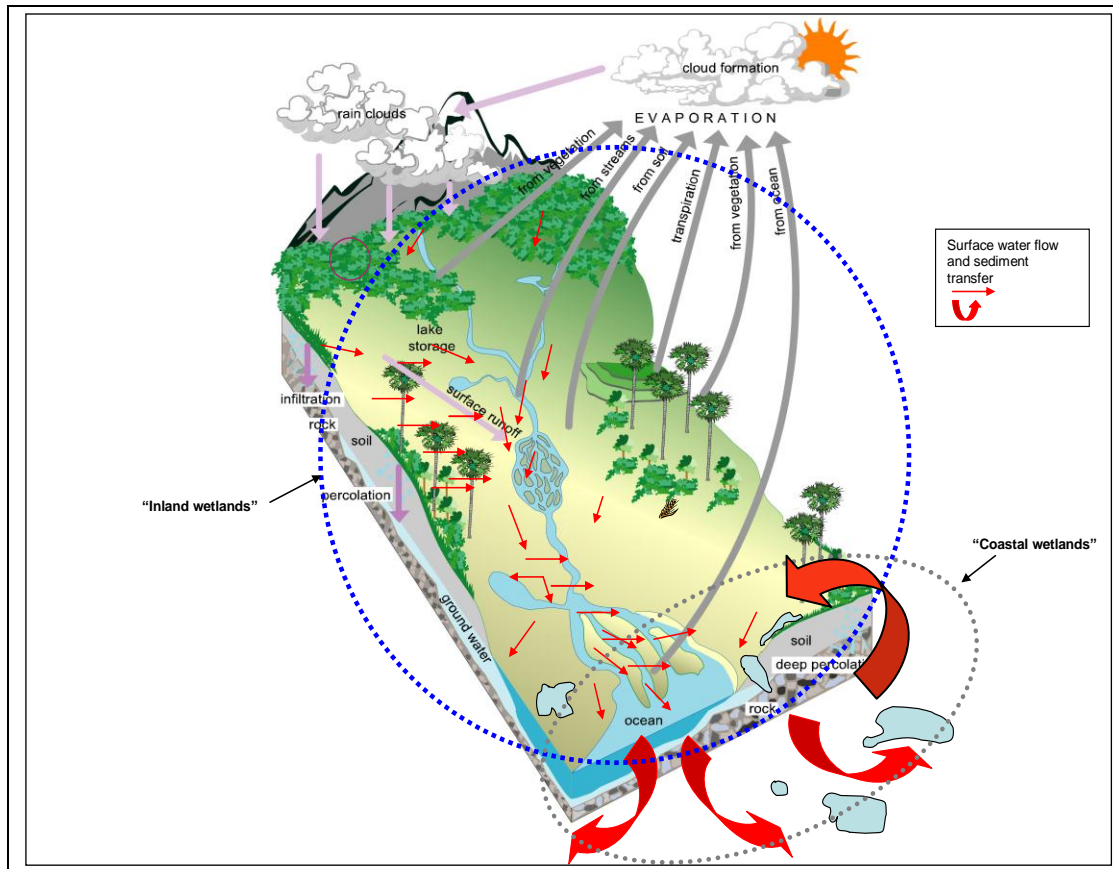 cloud formation
rain clouds
EVAPORATION
from vegetation
from streams
from soil
transpiration
from vegetation
from ocean
Surface water flow
and sediment
transfer
lake
storage
surface runoff
infiltration
rock
soil
percolation
"Inland wetlands"
"Coastal wetlands"
ground water
soil
deep percolati
rock
ocean